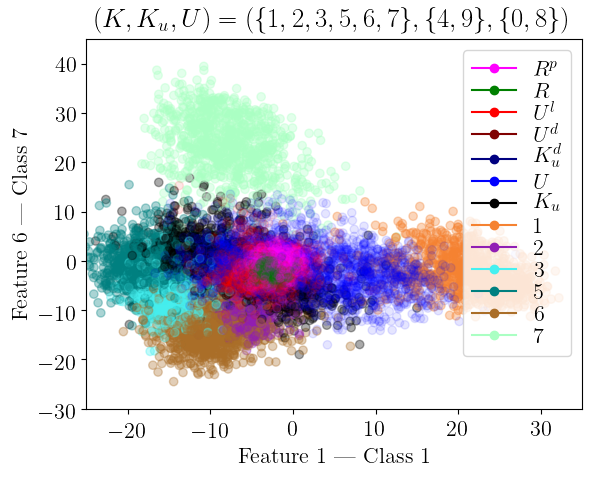 (K, K_u, U) = ({1, 2, 3, 5, 6, 7}, {4, 9}, {0, 8})
Feature 6 — Class 7
40
30
20
10
0
−10
−20
−30
−20
−10
0
10
20
30
Feature 1 — Class 1
R^p
R
U^l
U^d
K_u^d
U
K_u
1
2
3
5
6
7